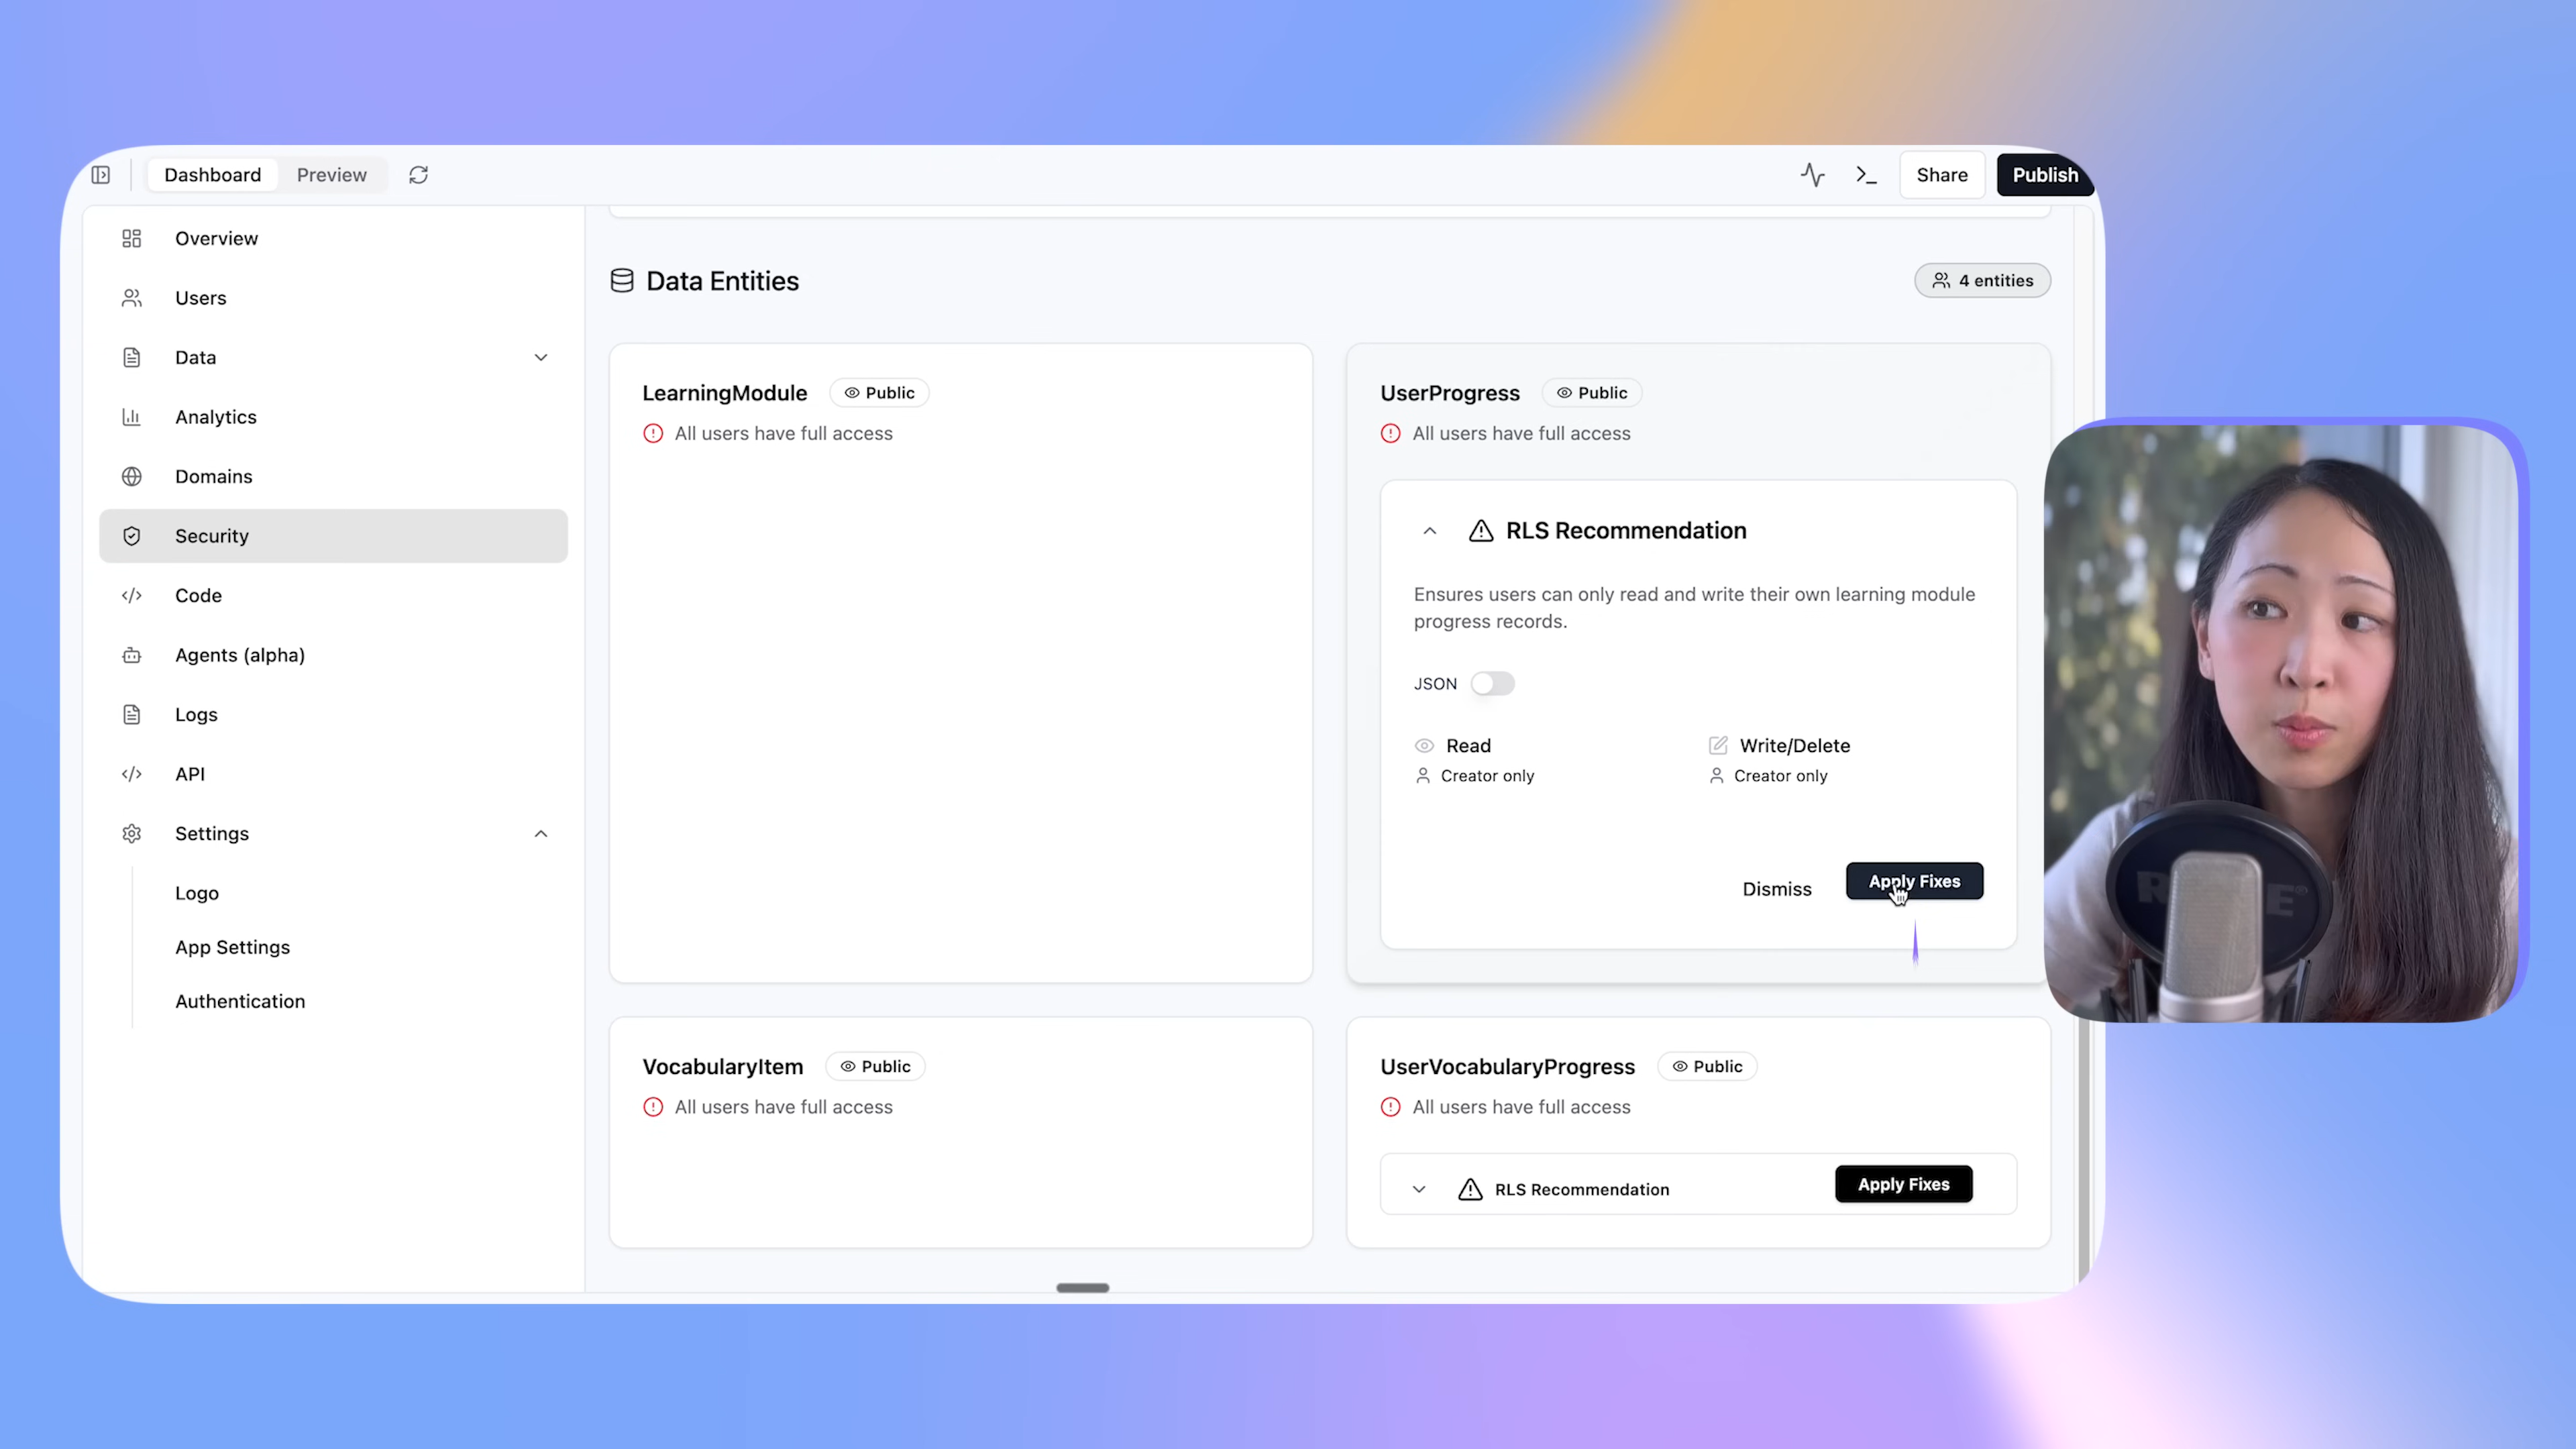 Dashboard
Preview
Share
Publish
Overview
Users
Data
Analytics
Domains
Security
Code
Agents (alpha)
Logs
API
Settings
Logo
App Settings
Authentication
Data Entities
4 entities
LearningModule
Public
All users have full access
UserProgress
Public
All users have full access
RLS Recommendation
Ensures users can only read and write their own learning module
progress records.
JSON
Read
Creator only
Write/Delete
Creator only
Dismiss
Apply Fixes
VocabularyItem
Public
All users have full access
UserVocabularyProgress
Public
All users have full access
RLS Recommendation
Apply Fixes